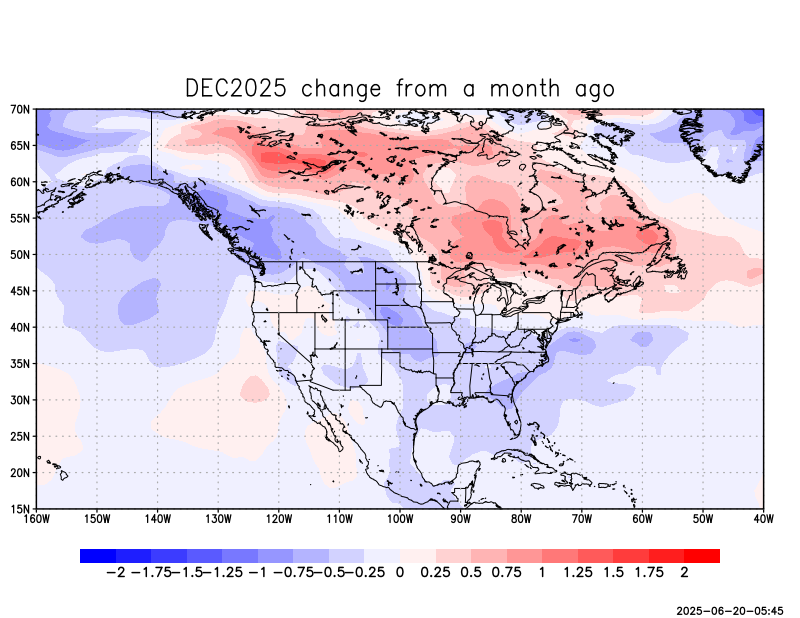 DEC2025 change from a month ago
70N
65N
60N
55N
50N
45N
40N
35N
30N
25N
20N
15N
160W 150W 140W 130W 120W 110W 100W 90W 80W 70W 60W 50W 40W
−2 −1.75 −1.5 −1.25 −1 −0.75 −0.5 −0.25 0 0.25 0.5 0.75 1 1.25 1.5 1.75 2
2025-06-20-05:45